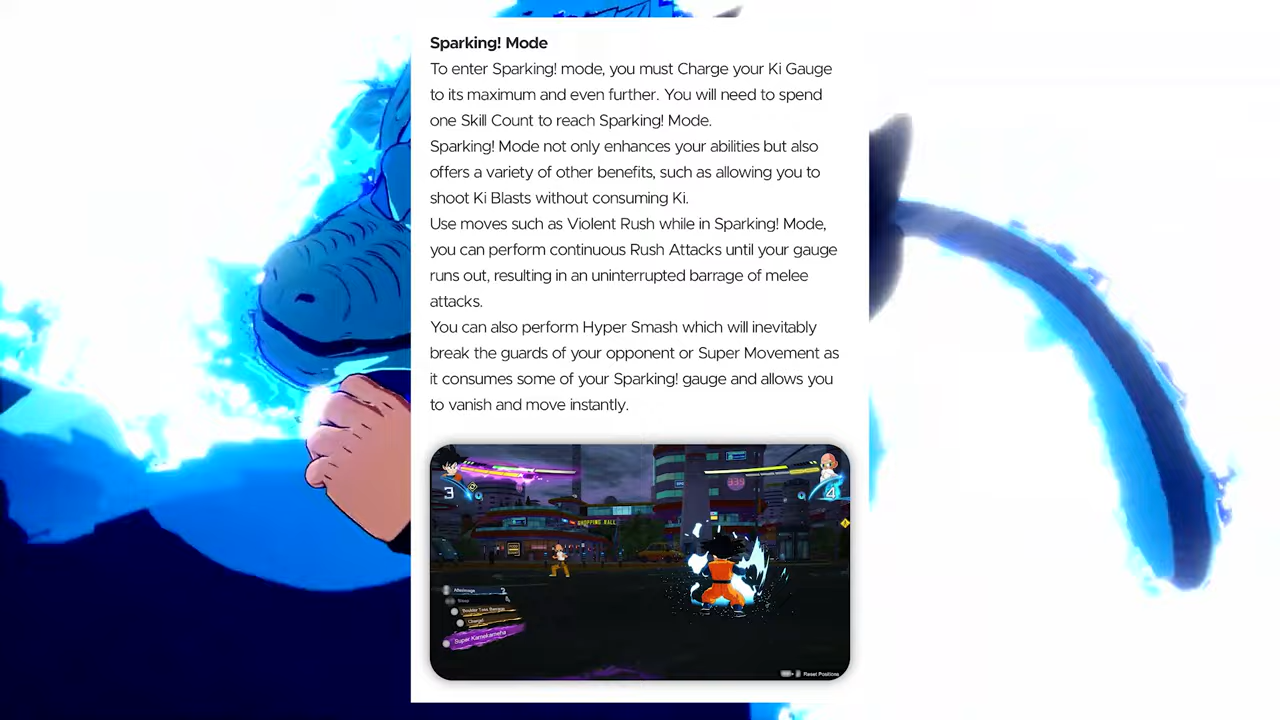 Sparking! Mode
To enter Sparking! mode, you must Charge your Ki Gauge
to its maximum and even further. You will need to spend
one Skill Count to reach Sparking! Mode.
Sparking! Mode not only enhances your abilities but also
offers a variety of other benefits, such as allowing you to
shoot Ki Blasts without consuming Ki.
Use moves such as Violent Rush while in Sparking! Mode,
you can perform continuous Rush Attacks until your gauge
runs out, resulting in an uninterrupted barrage of melee
attacks.
You can also perform Hyper Smash which will inevitably
break the guards of your opponent or Super Movement as
it consumes some of your Sparking! gauge and allows you
to vanish and move instantly.
3
339
4
SHOPPING MALL
Afterimage
Super Kamekameha
Reset Positions